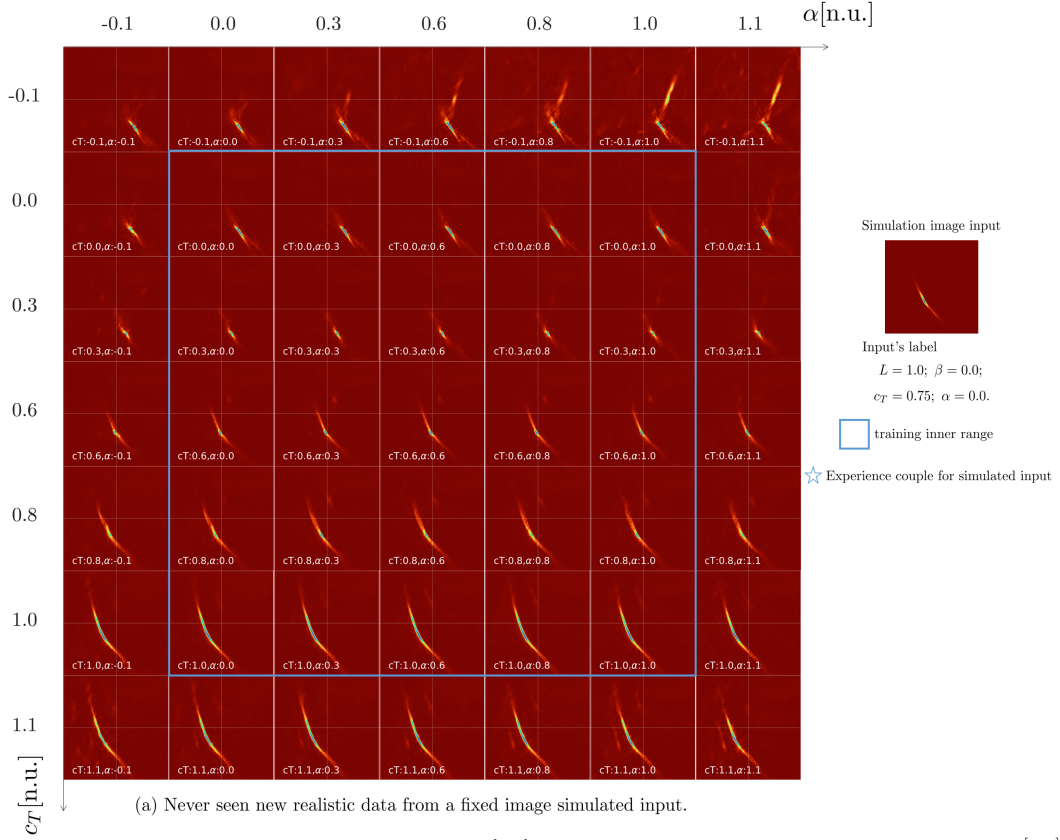 α[n.u.]
-0.1 0.0 0.3 0.6 0.8 1.0 1.1
-0.1
cT:-0.1,α:-0.1 cT:-0.1,α:0.0 cT:-0.1,α:0.3 cT:-0.1,α:0.6 cT:-0.1,α:0.8 cT:-0.1,α:1.0 cT:-0.1,α:1.1
0.0
cT:0.0,α:-0.1 cT:0.0,α:0.0 cT:0.0,α:0.3 cT:0.0,α:0.6 cT:0.0,α:0.8 cT:0.0,α:1.0 cT:0.0,α:1.1
0.3
cT:0.3,α:-0.1 cT:0.3,α:0.0 cT:0.3,α:0.3 cT:0.3,α:0.6 cT:0.3,α:0.8 cT:0.3,α:1.0 cT:0.3,α:1.1
0.6
cT:0.6,α:-0.1 cT:0.6,α:0.0 cT:0.6,α:0.3 cT:0.6,α:0.6 cT:0.6,α:0.8 cT:0.6,α:1.0 cT:0.6,α:1.1
0.8
cT:0.8,α:-0.1 cT:0.8,α:0.0 cT:0.8,α:0.3 cT:0.8,α:0.6 cT:0.8,α:0.8 cT:0.8,α:1.0 cT:0.8,α:1.1
1.0
cT:1.0,α:-0.1 cT:1.0,α:0.0 cT:1.0,α:0.3 cT:1.0,α:0.6 cT:1.0,α:0.8 cT:1.0,α:1.0 cT:1.0,α:1.1
1.1
cT:1.1,α:-0.1 cT:1.1,α:0.0 cT:1.1,α:0.3 cT:1.1,α:0.6 cT:1.1,α:0.8 cT:1.1,α:1.0 cT:1.1,α:1.1
c_T[n.u.]
Simulation image input
Input's label
L = 1.0; β = 0.0;
c_T = 0.75; α = 0.0.
training inner range
Experience couple for simulated input
(a) Never seen new realistic data from a fixed image simulated input.